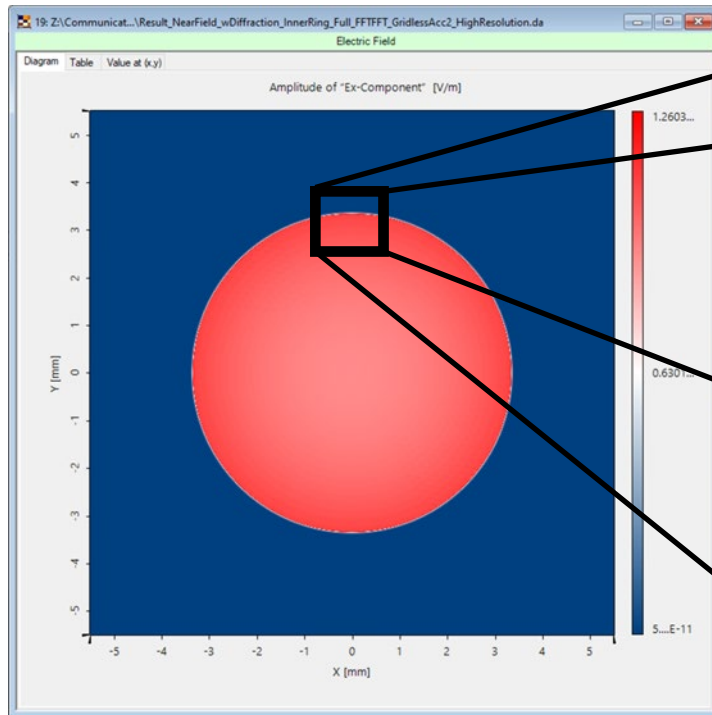 19: Z:\Communicat...\Result_NearField_wDiffraction_InnerRing_Full_FFTFFT_GridlessAcc2_HighResolution.da
Electric Field
Diagram Table Value at (x,y)
Amplitude of "Ex-Component" [V/m]
5
4
3
2
1
0
-1
-2
-3
-4
-5
Y [mm]
-5 -4 -3 -2 -1 0 1 2 3 4 5
X [mm]
1.2603...
0.6301...
5....E-11